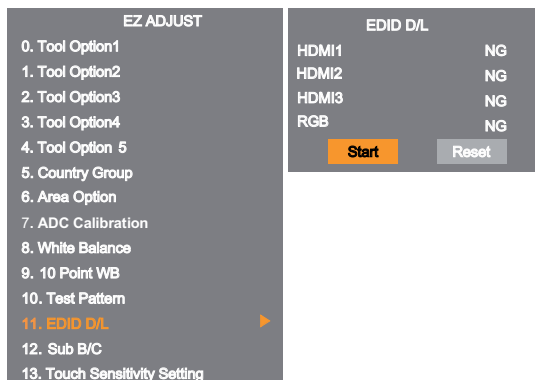 EZ ADJUST
0. Tool Option1
1. Tool Option2
2. Tool Option3
3. Tool Option4
4. Tool Option 5
5. Country Group
6. Area Option
7. ADC Calibration
8. White Balance
9. 10 Point WB
10. Test Pattern
11. EDID D/L
12. Sub B/C
13. Touch Sensitivity Setting
EDID D/L
HDMI1 NG
HDMI2 NG
HDMI3 NG
RGB NG
Start Reset